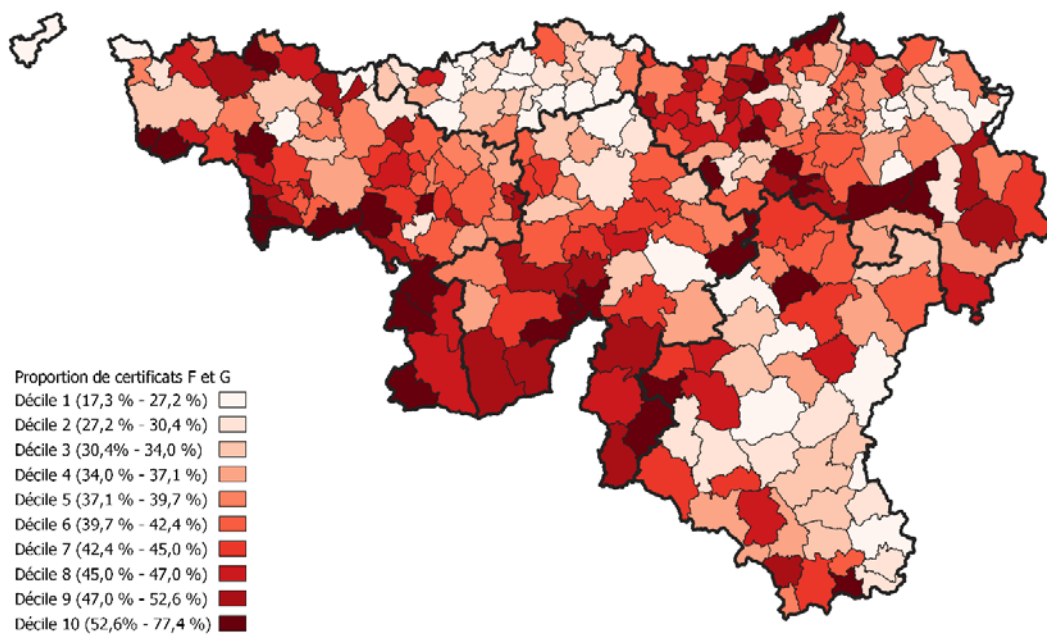 Proportion de certificats F et G
Décile 1 (17,3 % - 27,2 %)
Décile 2 (27,2 % - 30,4 %)
Décile 3 (30,4% - 34,0 %)
Décile 4 (34,0 % - 37,1 %)
Décile 5 (37,1 % - 39,7 %)
Décile 6 (39,7 % - 42,4 %)
Décile 7 (42,4 % - 45,0 %)
Décile 8 (45,0 % - 47,0 %)
Décile 9 (47,0 % - 52,6 %)
Décile 10 (52,6% - 77,4 %)